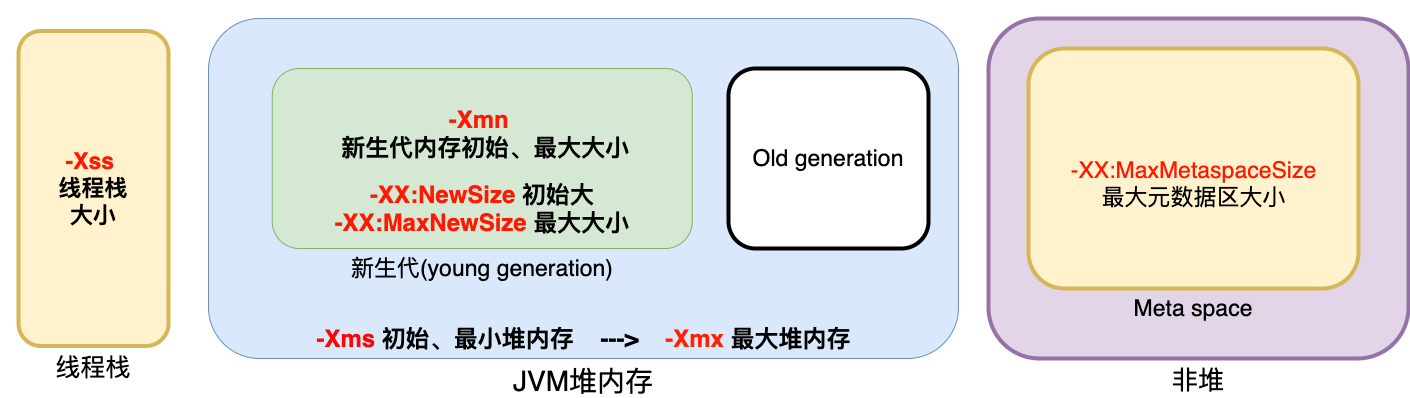 -Xss
线程栈
大小
线程栈
-Xmn
新生代内存初始、最大大小
-XX:NewSize 初始大
-XX:MaxNewSize 最大大小
新生代(young generation)
Old generation
-Xms 初始、最小堆内存 ---> -Xmx 最大堆内存
JVM堆内存
-XX:MaxMetaspaceSize
最大元数据区大小
Meta space
非堆